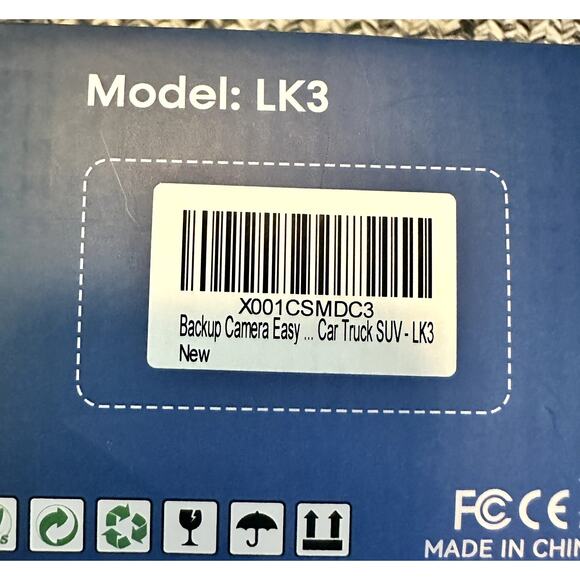 Model: LK3
X001CSMDC3
Backup Camera Easy ... Car Truck SUV - LK3
New
FC CE
MADE IN CHIN